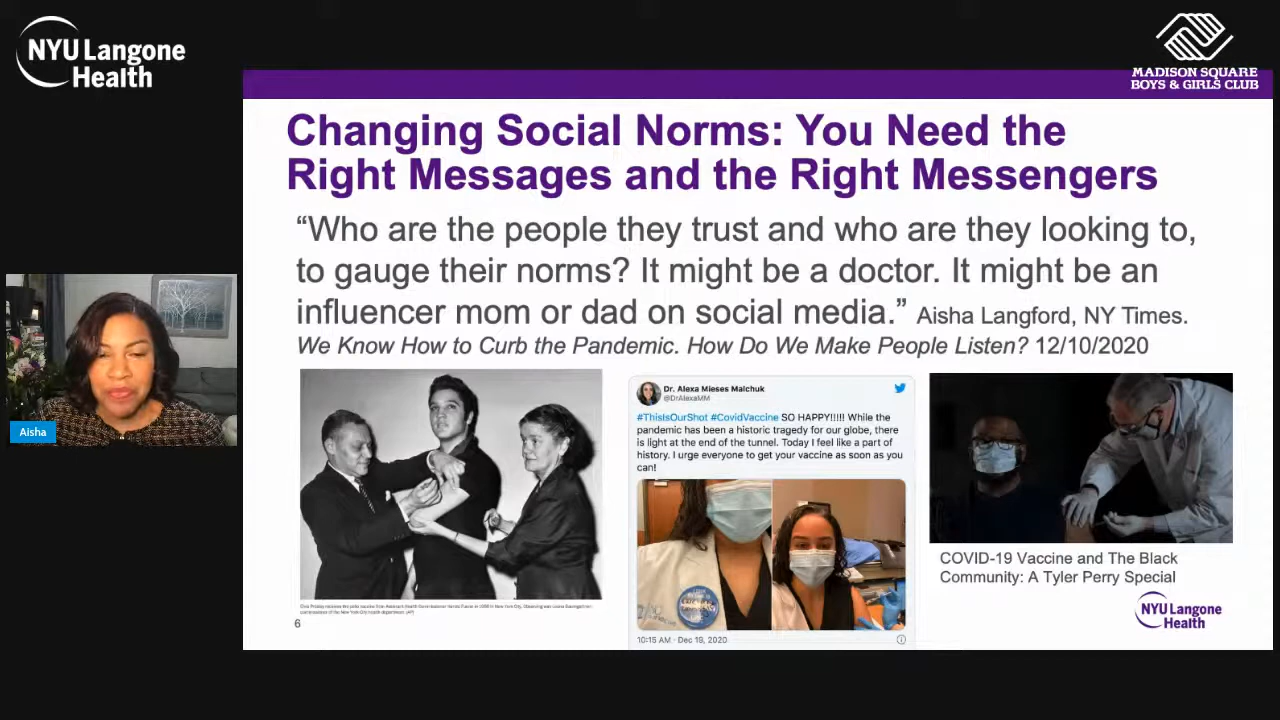 NYU Langone
Health
MADISON SQUARE
BOYS & GIRLS CLUB
Changing Social Norms: You Need the
Right Messages and the Right Messengers
“Who are the people they trust and who are they looking to,
to gauge their norms? It might be a doctor. It might be an
influencer mom or dad on social media.” Aisha Langford, NY Times.
We Know How to Curb the Pandemic. How Do We Make People Listen? 12/10/2020
Aisha
Dr. Alexa Mieses Malchuk
@DrAlexaMM
#ThisIsOurShot #CovidVaccine SO HAPPY!!!!! While the
pandemic has been a historic tragedy for our globe, there
is light at the end of the tunnel. Today I feel like a part of
history. I urge everyone to get your vaccine as soon as you
can!
10:15 AM · Dec 19, 2020
COVID-19 Vaccine and The Black
Community: A Tyler Perry Special
6
NYU Langone
Health